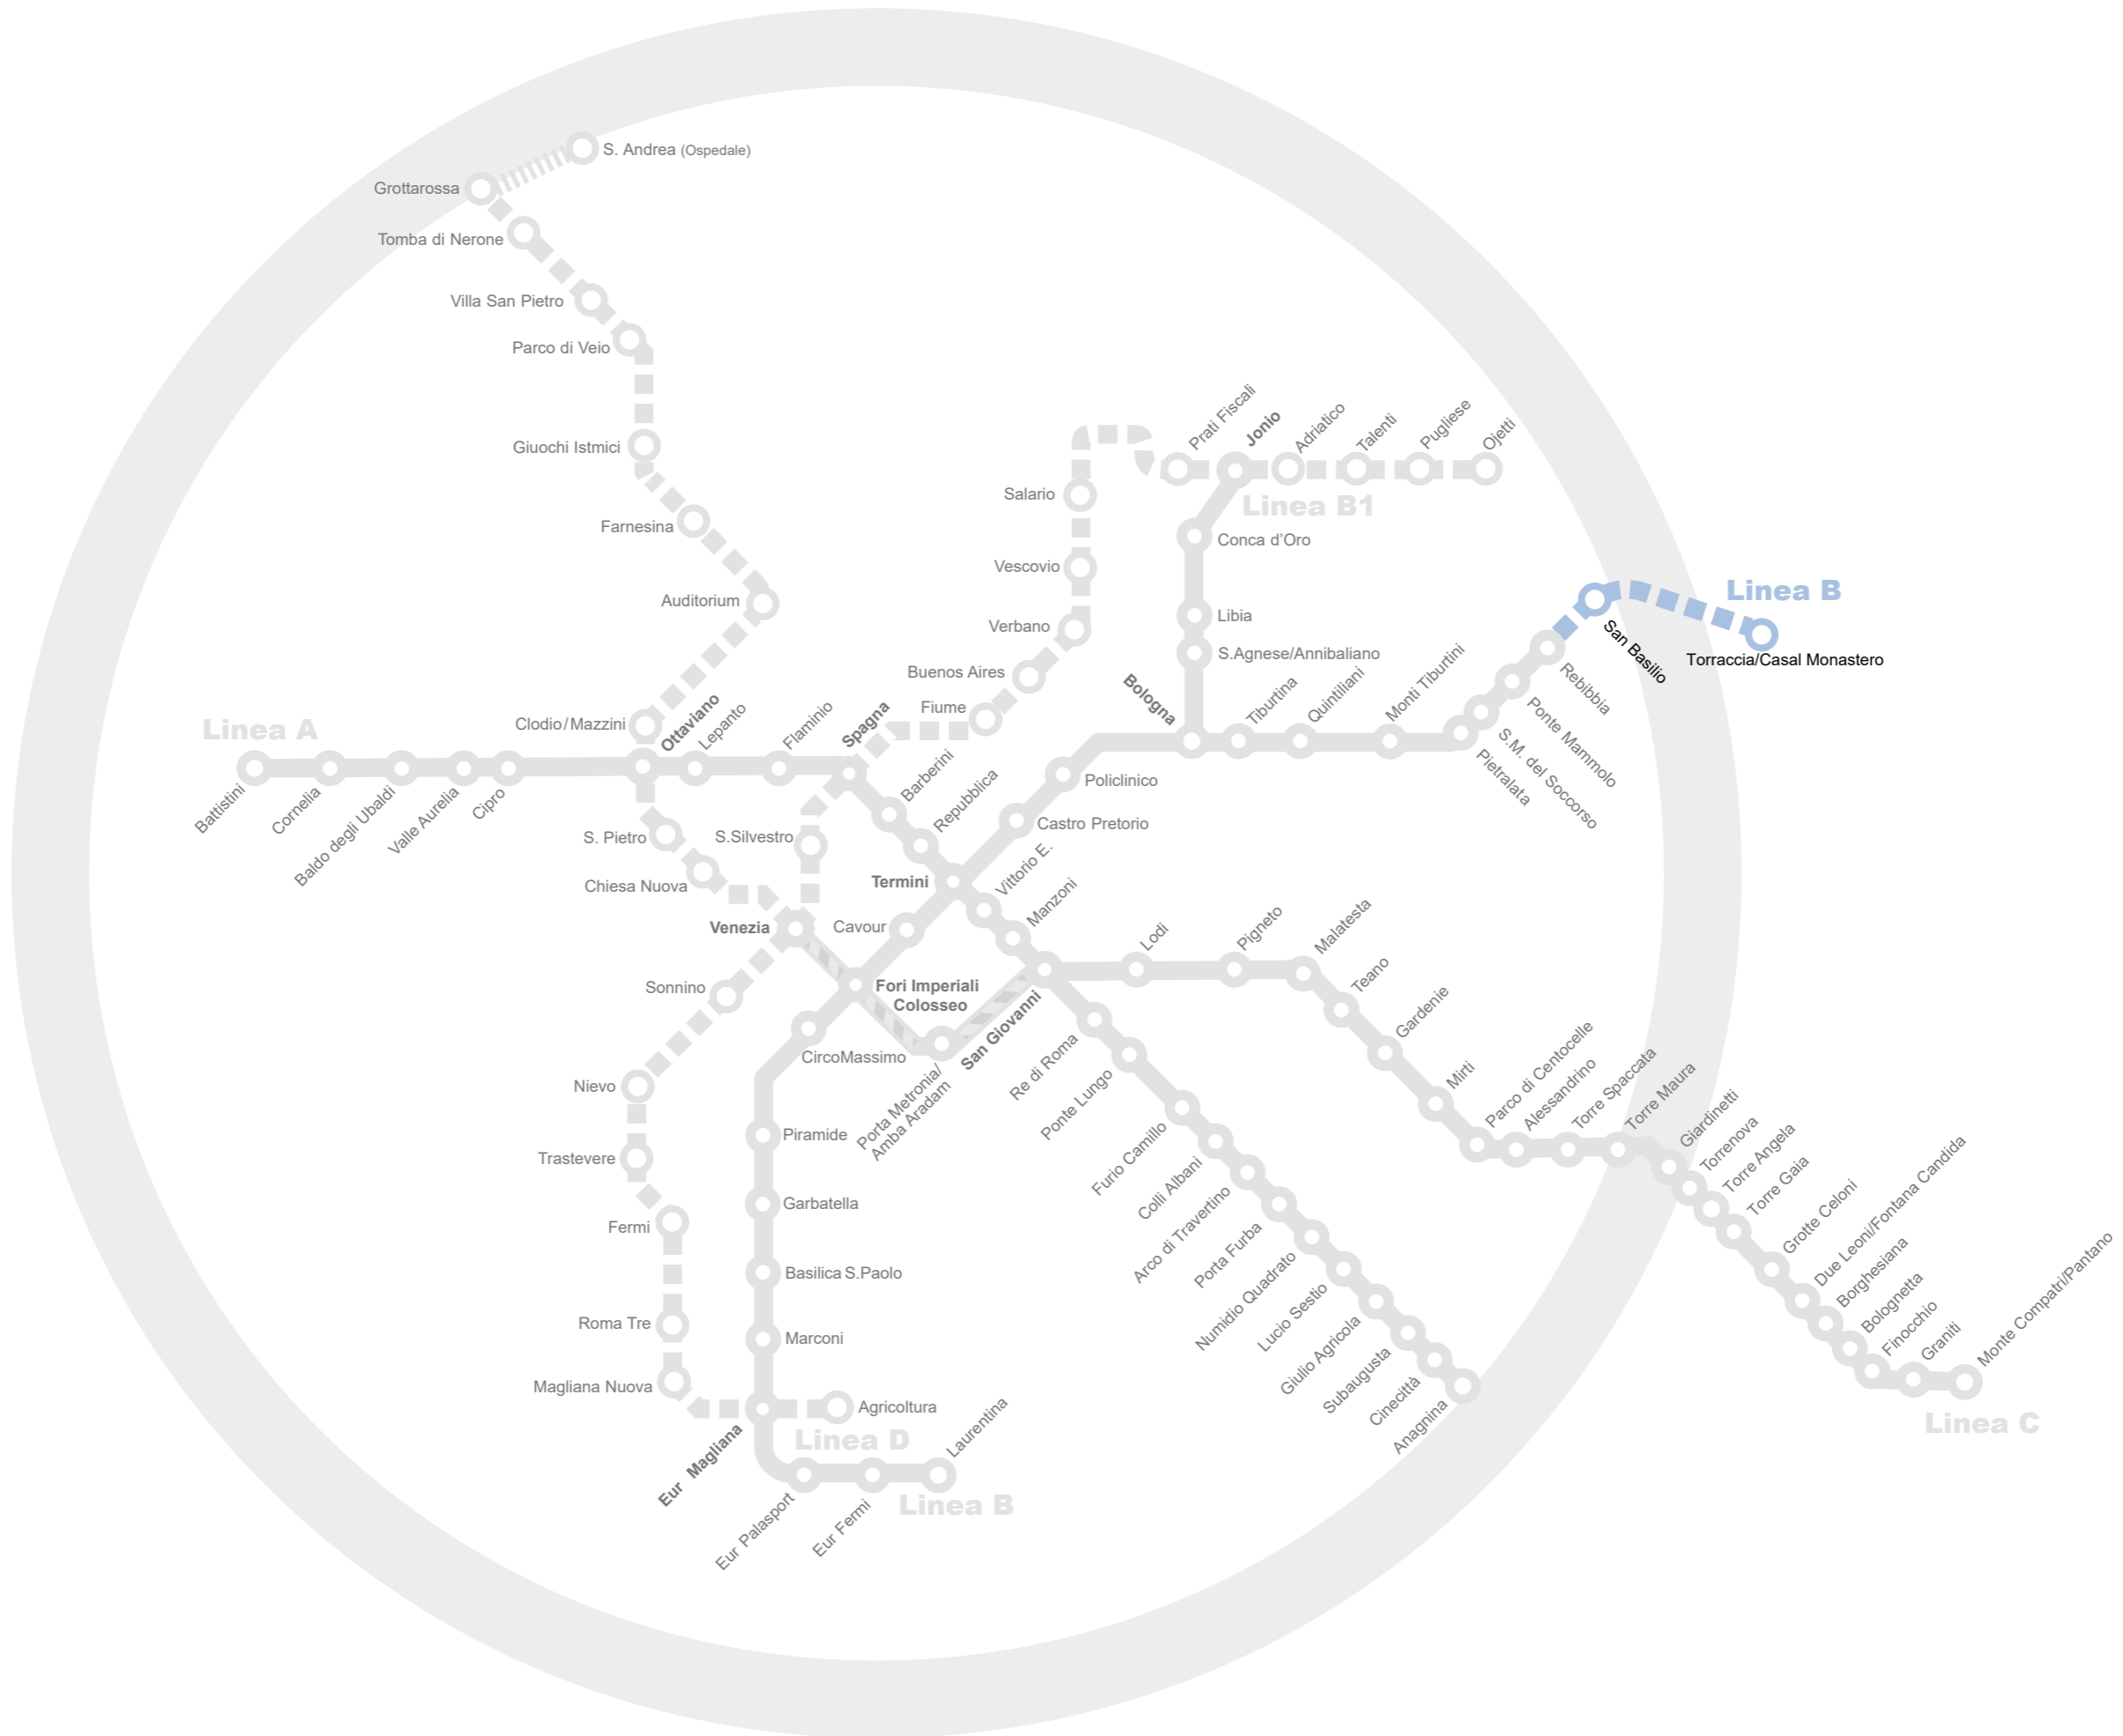 S. Andrea (Ospedale)
Grottarossa
Tomba di Nerone
Villa San Pietro
Parco di Veio
Giuochi Istmici
Farnesina
Auditorium
Clodio/Mazzini
Ottaviano
Lepanto
Flaminio
Spagna
Linea A
Battistini
Cornelia
Baldo degli Ubaldi
Valle Aurelia
Cipro
S. Pietro
Chiesa Nuova
S.Silvestro
Venezia
Sonnino
Nievo
Trastevere
Fermi
Roma Tre
Magliana Nuova
Prati Fiscali
Jonio
Adriatico
Talenti
Pugliese
Ojetti
Linea B1
Salario
Vescovio
Verbano
Buenos Aires
Fiume
Conca d'Oro
Libia
S.Agnese/Annibaliano
Bologna
Tiburtina
Quintiliani
Monti Tiburtini
Pietralata
S.M. del Soccorso
Ponte Mammolo
Rebibbia
San Basilio
Linea B
Torraccia/Casal Monastero
Barberini
Repubblica
Policlinico
Castro Pretorio
Termini
Vittorio E.
Manzoni
Cavour
Fori Imperiali
Colosseo
San Giovanni
CircoMassimo
Porta Metronia/
Amba Aradam
Lodi
Pigneto
Malatesta
Teano
Gardenie
Mirti
Parco di Centocelle
Alessandrino
Torre Spaccata
Torre Maura
Giardinetti
Torrenova
Torre Angela
Torre Gaia
Grotte Celoni
Due Leoni/Fontana Candida
Borghesiana
Bolognetta
Finocchio
Graniti
Monte Compatri/Pantano
Linea C
Re di Roma
Ponte Lungo
Furio Camillo
Colli Albani
Arco di Travertino
Porta Furba
Numidio Quadrato
Lucio Sestio
Giulio Agricola
Subaugusta
Cinecittà
Anagnina
Piramide
Garbatella
Basilica S.Paolo
Marconi
Agricoltura
Linea D
Eur Magliana
Eur Palasport
Eur Fermi
Laurentina
Linea B